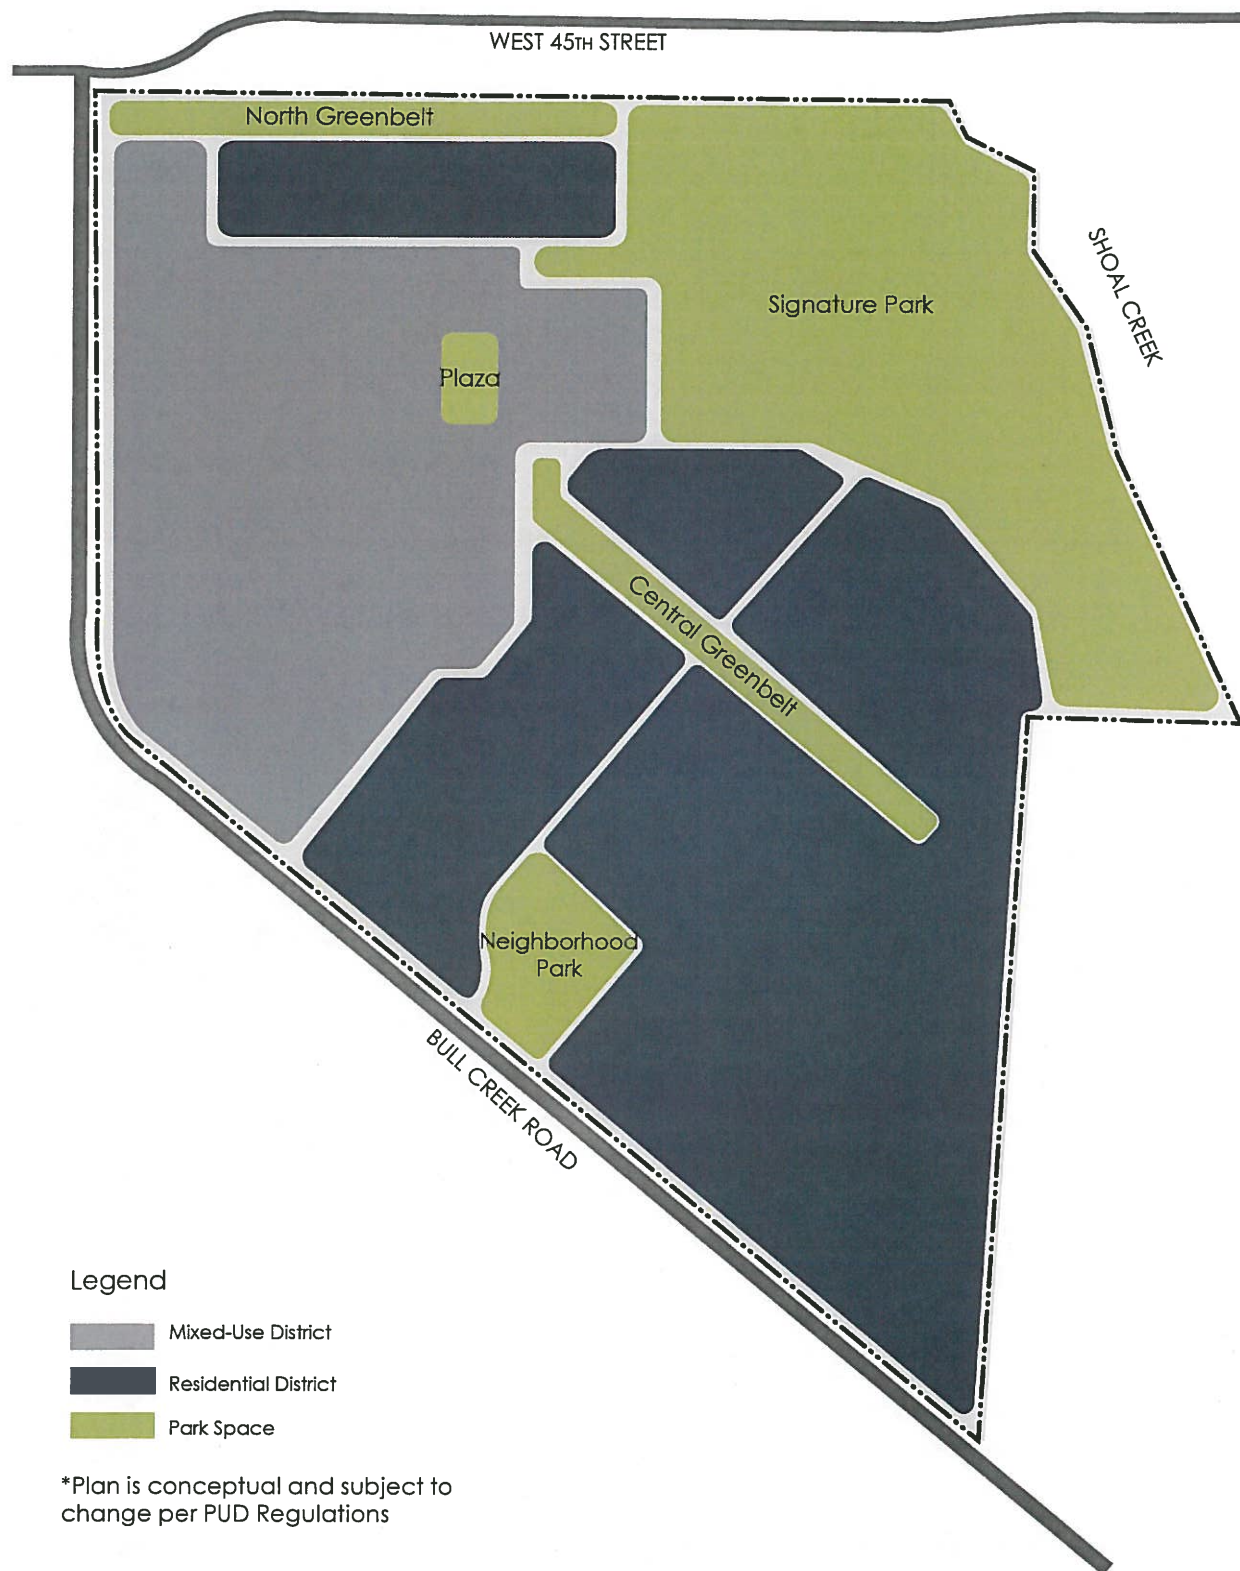 WEST 45TH STREET
North Greenbelt
SHOAL CREEK
Signature Park
Plaza
Central Greenbelt
Neighborhood
Park
BULL CREEK ROAD
Legend
Mixed-Use District
Residential District
Park Space
*Plan is conceptual and subject to
change per PUD Regulations